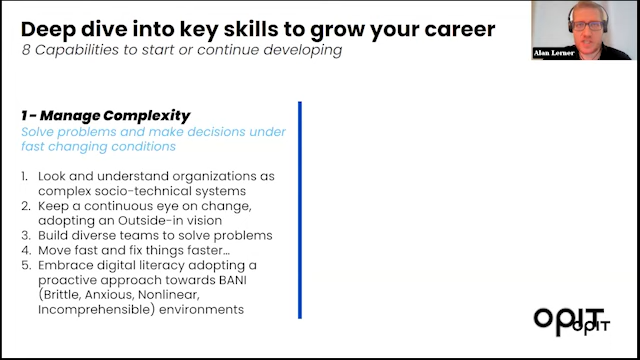 Deep dive into key skills to grow your career
8 Capabilities to start or continue developing
Alan Lerner
1 - Manage Complexity
Solve problems and make decisions under
fast changing conditions
1. Look and understand organizations as
complex socio-technical systems
2. Keep a continuous eye on change,
adopting an Outside-in vision
3. Build diverse teams to solve problems
4. Move fast and fix things faster...
5. Embrace digital literacy adopting a
proactive approach towards BANI
(Brittle, Anxious, Nonlinear,
Incomprehensible) environments
OPIT
OPIT